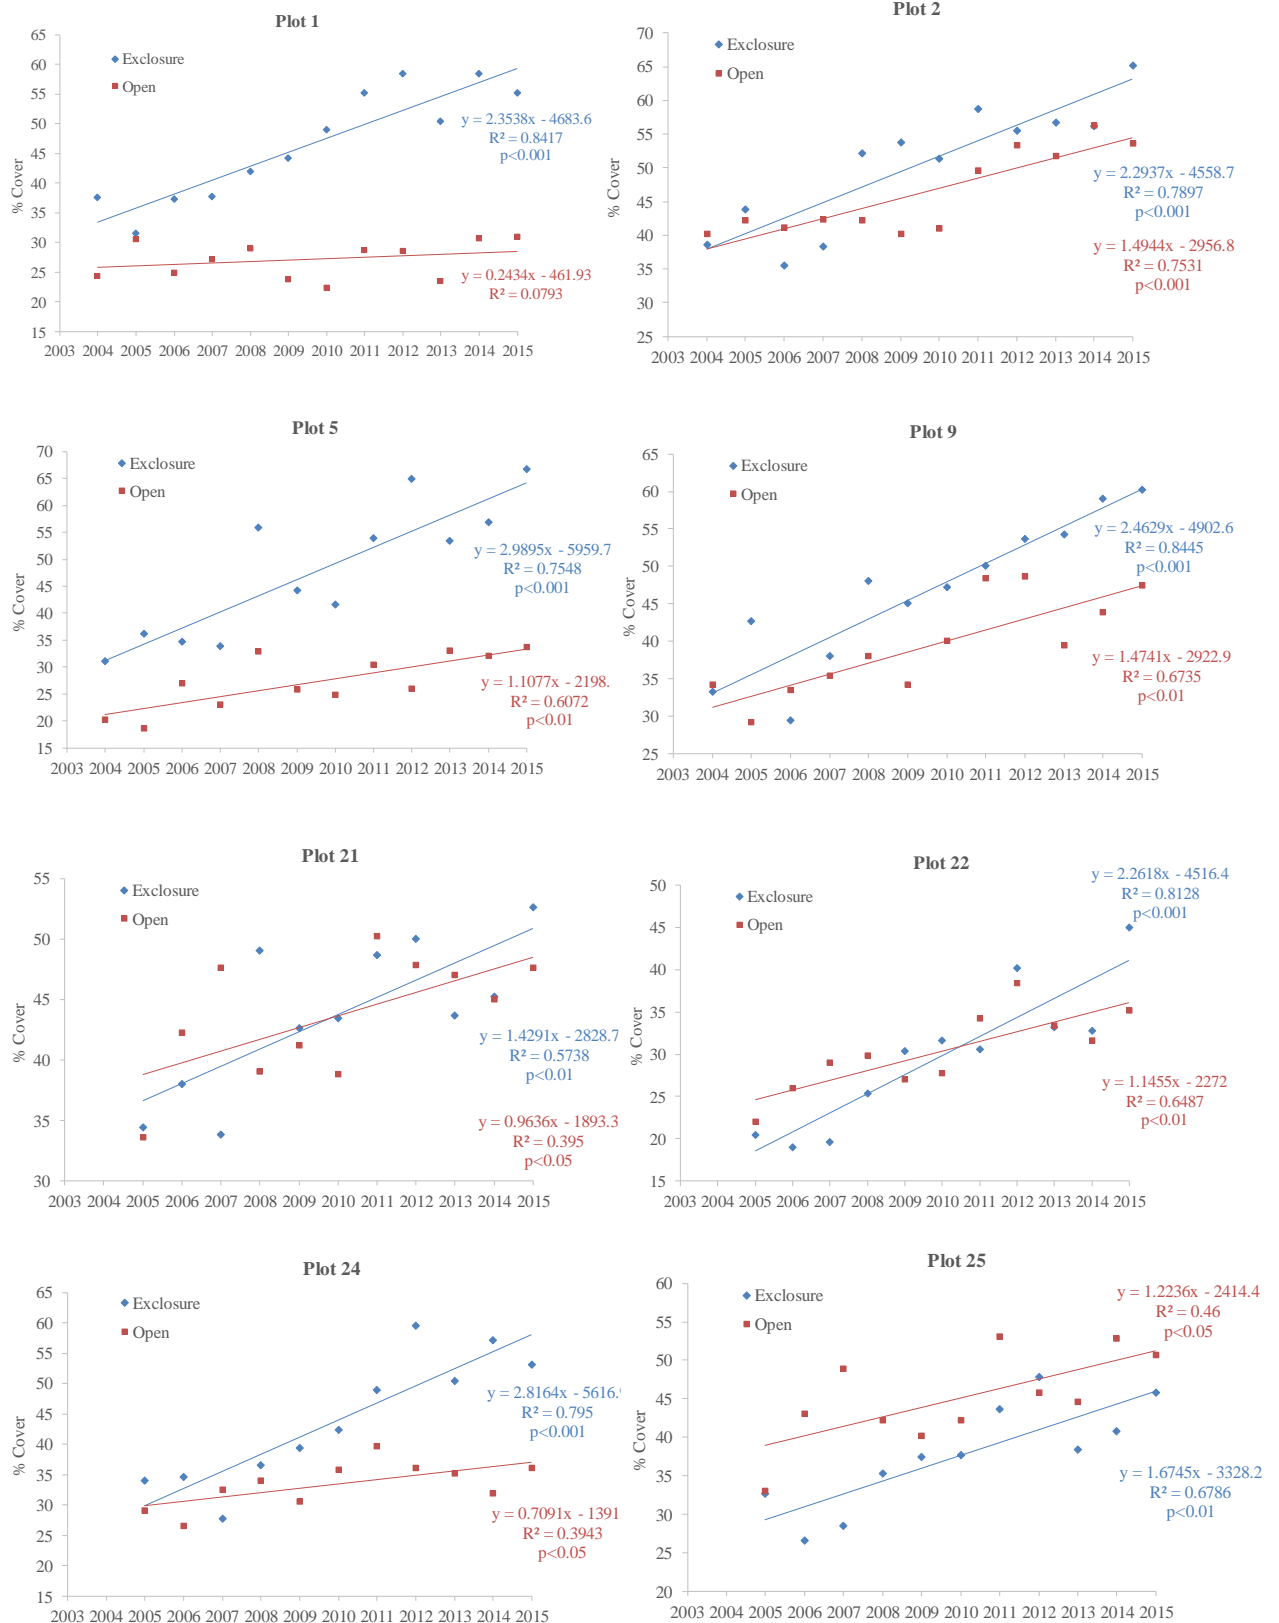 Plot 1
65
60
55
50
45
40
35
30
25
20
15
% Cover
Exclosure
Open
y = 2.3538x - 4683.6
R² = 0.8417
p<0.001
y = 0.2434x - 461.93
R² = 0.0793
2003 2004 2005 2006 2007 2008 2009 2010 2011 2012 2013 2014 2015
Plot 2
70
65
60
55
50
45
40
35
30
25
% Cover
Exclosure
Open
y = 2.2937x - 4558.7
R² = 0.7897
p<0.001
y = 1.4944x - 2956.8
R² = 0.7531
p<0.001
2003 2004 2005 2006 2007 2008 2009 2010 2011 2012 2013 2014 2015
Plot 5
70
65
60
55
50
45
40
35
30
25
20
15
% Cover
Exclosure
Open
y = 2.9895x - 5959.7
R² = 0.7548
p<0.001
y = 1.1077x - 2198.
R² = 0.6072
p<0.01
2003 2004 2005 2006 2007 2008 2009 2010 2011 2012 2013 2014 2015
Plot 9
65
60
55
50
45
40
35
30
25
% Cover
Exclosure
Open
y = 2.4629x - 4902.6
R² = 0.8445
p<0.001
y = 1.4741x - 2922.9
R² = 0.6735
p<0.01
2003 2004 2005 2006 2007 2008 2009 2010 2011 2012 2013 2014 2015
Plot 21
55
50
45
40
35
30
% Cover
Exclosure
Open
y = 1.4291x - 2828.7
R² = 0.5738
p<0.01
y = 0.9636x - 1893.3
R² = 0.395
p<0.05
2003 2004 2005 2006 2007 2008 2009 2010 2011 2012 2013 2014 2015
Plot 22
50
45
40
35
30
25
20
15
% Cover
Exclosure
Open
y = 2.2618x - 4516.4
R² = 0.8128
p<0.001
y = 1.1455x - 2272
R² = 0.6487
p<0.01
2003 2004 2005 2006 2007 2008 2009 2010 2011 2012 2013 2014 2015
Plot 24
65
60
55
50
45
40
35
30
25
20
15
% Cover
Exclosure
Open
y = 2.8164x - 5616.
R² = 0.795
p<0.001
y = 0.7091x - 1391
R² = 0.3943
p<0.05
2003 2004 2005 2006 2007 2008 2009 2010 2011 2012 2013 2014 2015
Plot 25
60
55
50
45
40
35
30
25
20
% Cover
Exclosure
Open
y = 1.2236x - 2414.4
R² = 0.46
p<0.05
y = 1.6745x - 3328.2
R² = 0.6786
p<0.01
2003 2004 2005 2006 2007 2008 2009 2010 2011 2012 2013 2014 2015